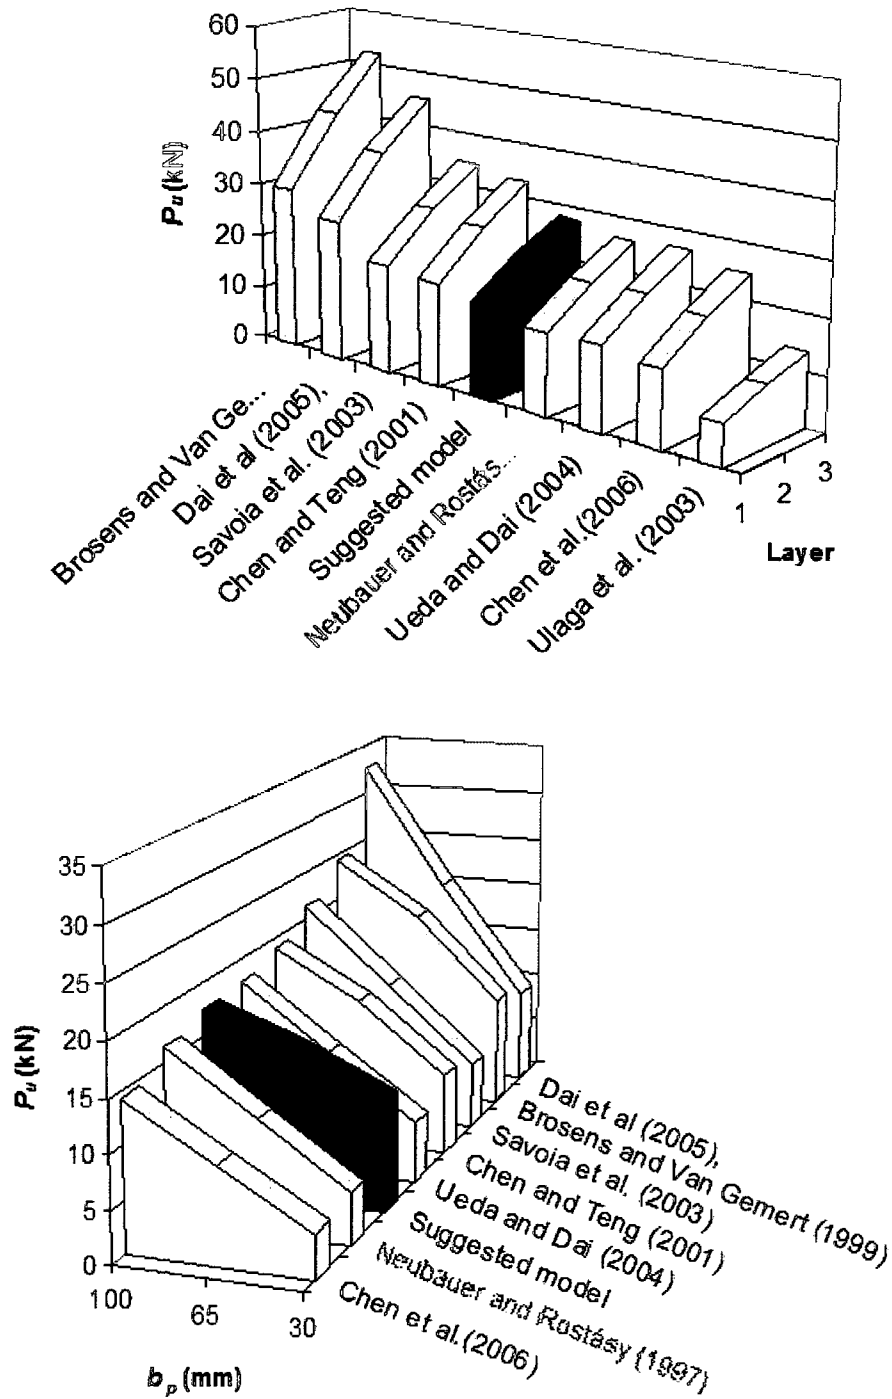 60
50
40
30
20
10
0
P_u (kN)
Brosens and Van Ge...
Dai et al (2005),
Savoia et al. (2003)
Chen and Teng (2001)
Suggested model
Neubauer and Rostás...
Ueda and Dai (2004)
Chen et al.(2006)
Ulaga et al. (2003)
1
2
3
Layer
35
30
25
20
15
10
5
0
P_u (kN)
100
65
30
b_p (mm)
Dai et al (2005),
Brosens and Van Gemert (1999)
Savoia et al. (2003)
Chen and Teng (2001)
Ueda and Dai (2004)
Suggested model
Neubauer and Rostásy (1997)
Chen et al.(2006)